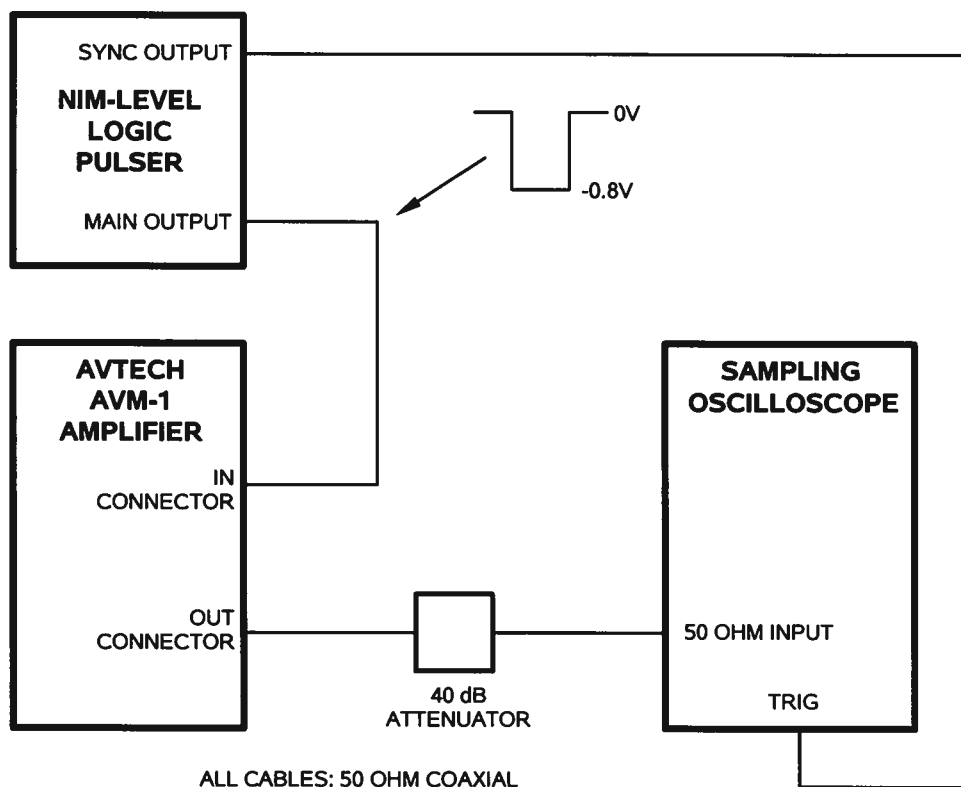 SYNC OUTPUT
NIM-LEVEL
LOGIC
PULSER
MAIN OUTPUT
0V
-0.8V
AVTECH
AVM-1
AMPLIFIER
IN
CONNECTOR
OUT
CONNECTOR
40 dB
ATTENUATOR
SAMPLING
OSCILLOSCOPE
50 OHM INPUT
TRIG
ALL CABLES: 50 OHM COAXIAL